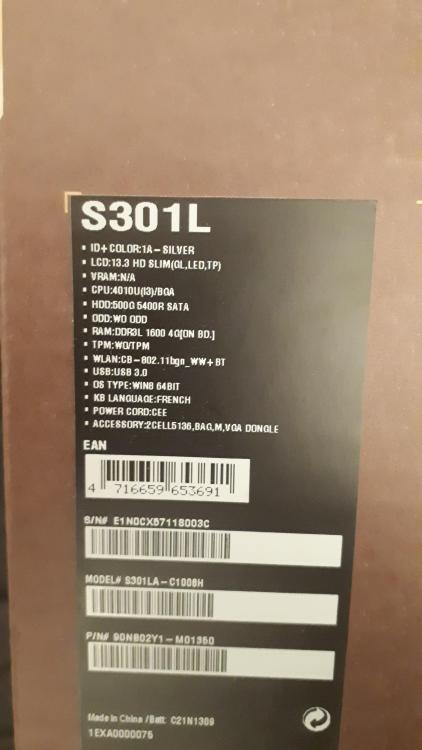 S301L
▪ ID+COLOR:1A-SILVER
▪ LCD:13.3 HD SLIM(GL,LED,TP)
▪ VRAM:N/A
▪ CPU:4010U(I3)/BGA
▪ HDD:500G 5400R SATA
▪ ODD:WO ODD
▪ RAM:DDR3L 1600 4G[ON BD.]
▪ TPM:WO/TPM
▪ WLAN:CB-802.11bgn_WW+BT
▪ USB:USB 3.0
▪ OS TYPE:WIN8 64BIT
▪ KB LANGUAGE:FRENCH
▪ POWER CORD:CEE
▪ ACCESSORY:2CELL5136,BAG,M,VGA DONGLE
EAN
4 716659 653691
S/N# E1N0CX57118003C
MODEL# S301LA-C1006H
P/N# 90NB02Y1-M01350
Made in China /Batt C21N1309
1EXA0000075